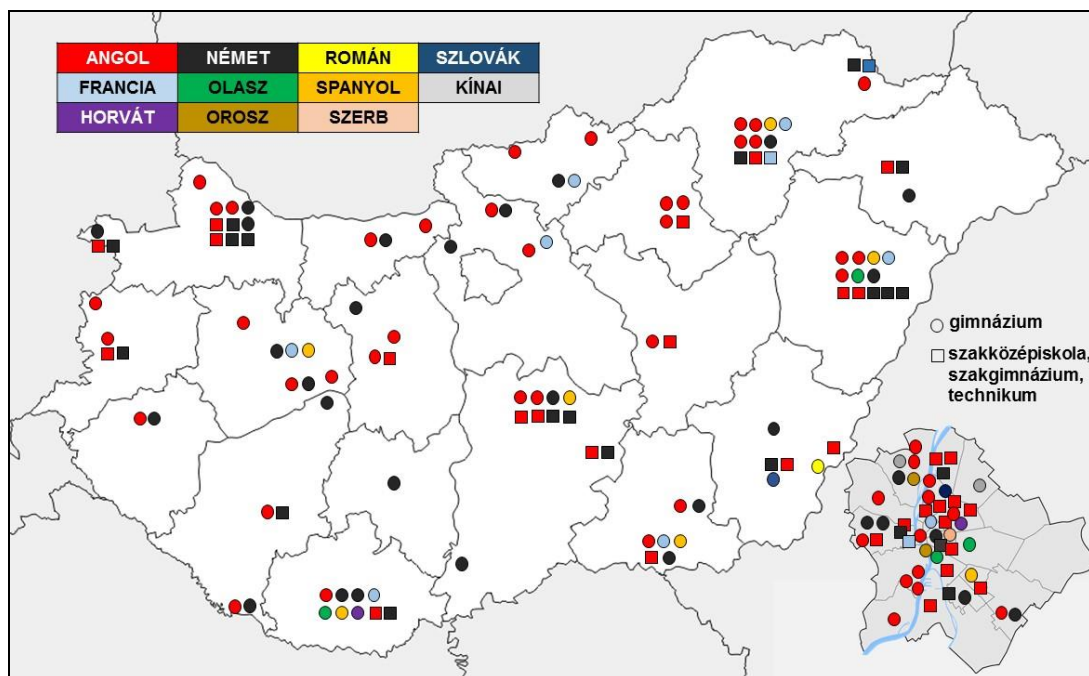 ANGOL NÉMET ROMÁN SZLOVÁK
FRANCIA OLASZ SPANYOL KÍNAI
HORVÁT OROSZ SZERB
gimnázium
szakközépiskola,
szakgimnázium,
technikum